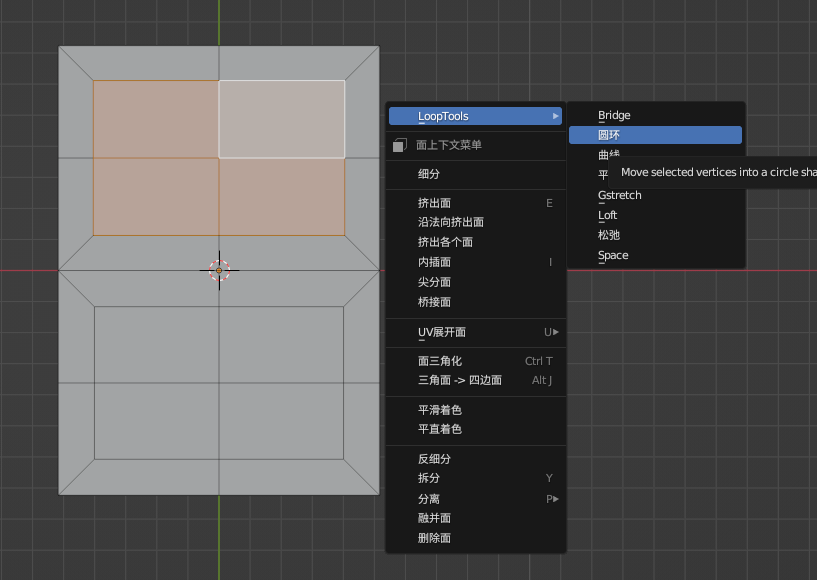 LoopTools
面上下文菜单
细分
挤出面 E
沿法向挤出面
挤出各个面
内插面 I
尖分面
桥接面
UV展开面 U
面三角化 Ctrl T
三角面 -> 四边面 Alt J
平滑着色
平直着色
反细分
拆分 Y
分离 P
融并面
删除面
Bridge
圆环
曲线
平
Move selected vertices into a circle sha
Gstretch
Loft
松弛
Space